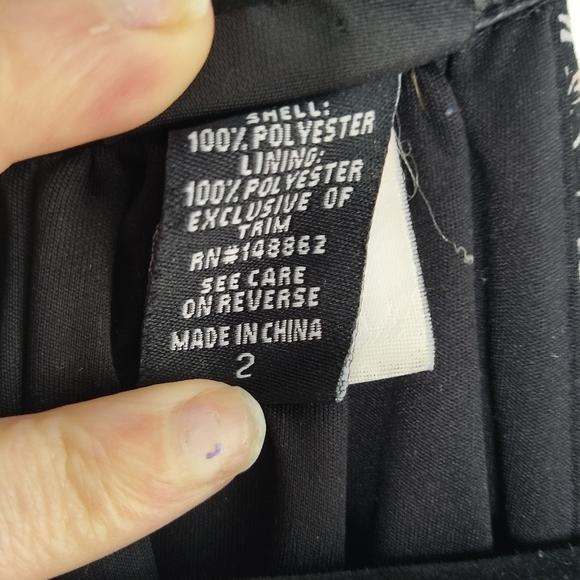 SHELL:
100% POLYESTER
LINING:
100% POLYESTER
EXCLUSIVE OF
TRIM
RN#148862
SEE CARE
ON REVERSE
MADE IN CHINA
2